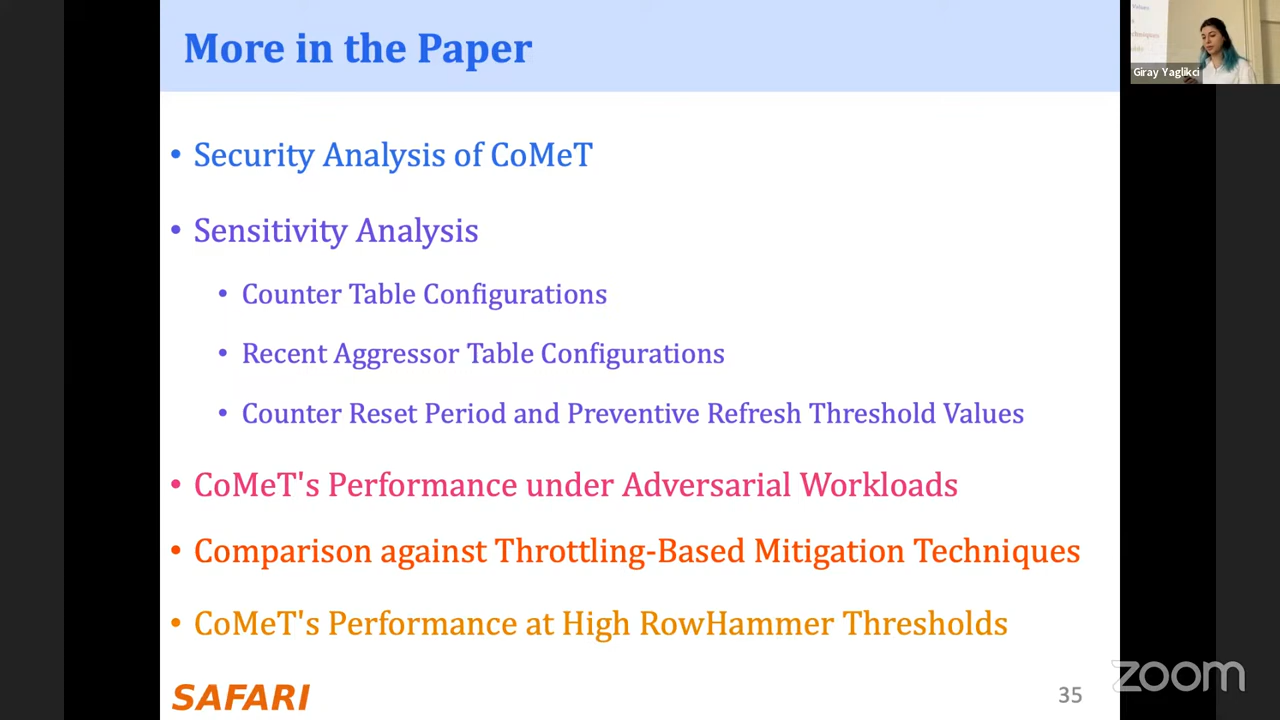 More in the Paper
Giray Yaglikci
• Security Analysis of CoMeT
• Sensitivity Analysis
• Counter Table Configurations
• Recent Aggressor Table Configurations
• Counter Reset Period and Preventive Refresh Threshold Values
• CoMeT's Performance under Adversarial Workloads
• Comparison against Throttling-Based Mitigation Techniques
• CoMeT's Performance at High RowHammer Thresholds
SAFARI
35
zoom